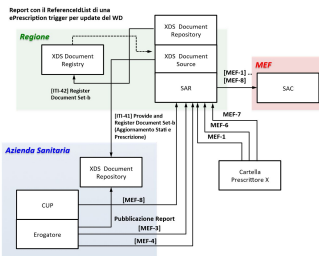 Report con il ReferenceIdList di una
ePrescription trigger per update del WD
Regione
XDS Document
Repository
XDS Document
Registry
XDS Document
Source
MEF
[MEF-1] ...
[MEF-8]
SAR
SAC
[ITI-42] Register
Document Set-b
[ITI-41] Provide and
Register Document Set-b
(Aggiornamento Stati e
Prescrizione)
MEF-7
MEF-6
MEF-1
Azienda Sanitaria
XDS Document
Repository
Cartella
Prescrittore X
CUP
[MEF-8]
Pubblicazione Report
Erogatore
[MEF-3]
[MEF-4]